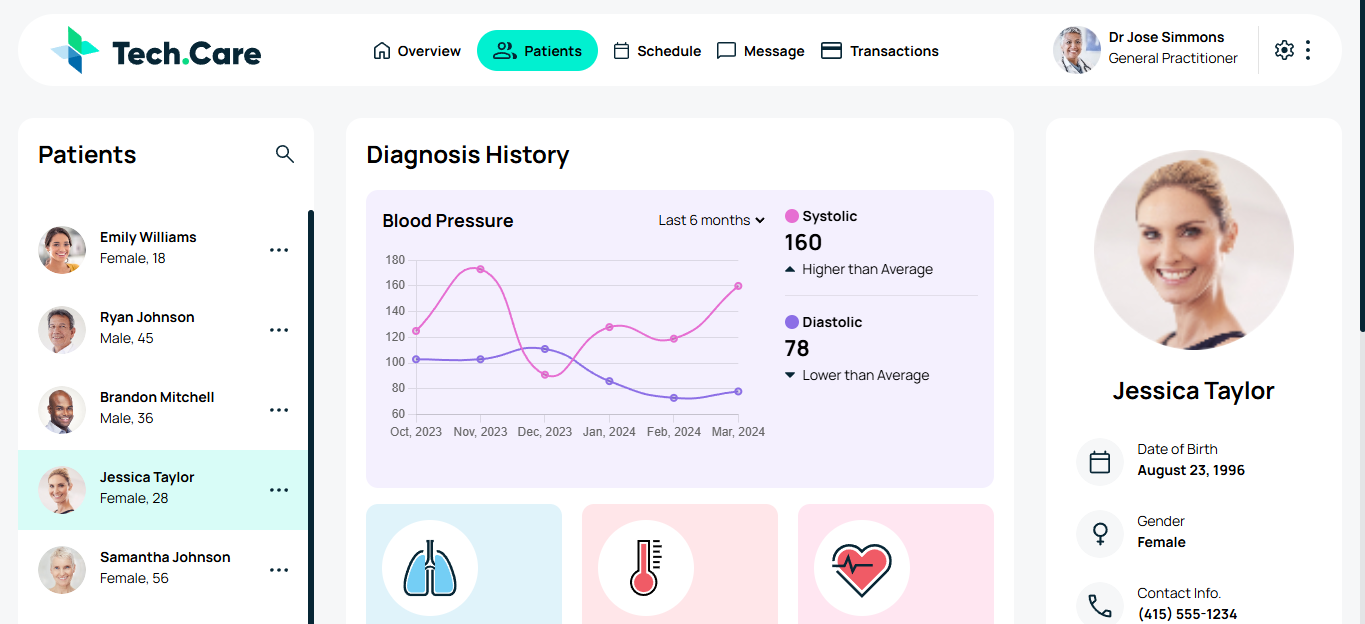 Tech.Care
Overview
Patients
Schedule
Message
Transactions
Dr Jose Simmons
General Practitioner
Patients
Emily Williams
Female, 18
Ryan Johnson
Male, 45
Brandon Mitchell
Male, 36
Jessica Taylor
Female, 28
Samantha Johnson
Female, 56
Diagnosis History
Blood Pressure
Last 6 months
180
160
140
120
100
80
60
Oct, 2023 Nov, 2023 Dec, 2023 Jan, 2024 Feb, 2024 Mar, 2024
Systolic
160
Higher than Average
Diastolic
78
Lower than Average
Jessica Taylor
Date of Birth
August 23, 1996
Gender
Female
Contact Info.
(415) 555-1234